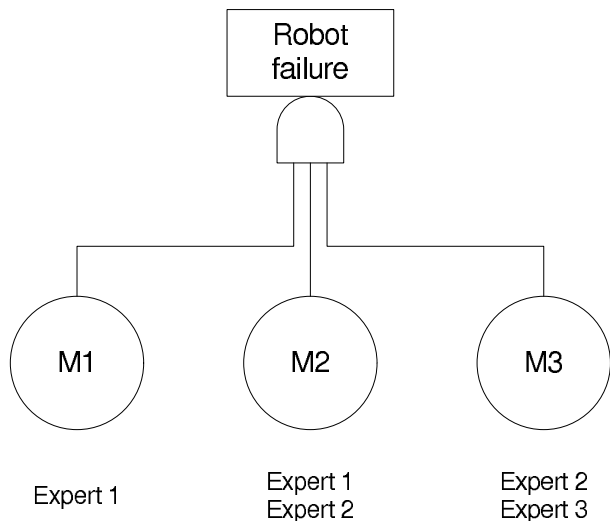 Robot
failure
M1
M2
M3
Expert 1
Expert 1
Expert 2
Expert 2
Expert 3